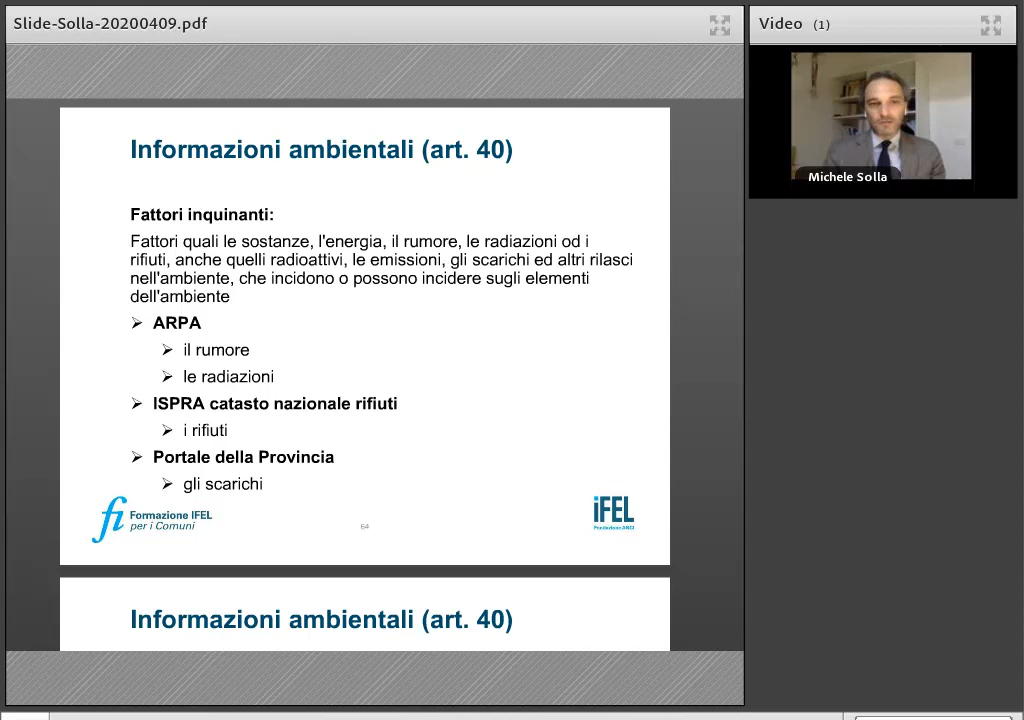 Slide-Solla-20200409.pdf
Video (1)
Michele Solla
Informazioni ambientali (art. 40)
Fattori inquinanti:
Fattori quali le sostanze, l'energia, il rumore, le radiazioni od i
rifiuti, anche quelli radioattivi, le emissioni, gli scarichi ed altri rilasci
nell'ambiente, che incidono o possono incidere sugli elementi
dell'ambiente
ARPA
il rumore
le radiazioni
ISPRA catasto nazionale rifiuti
i rifiuti
Portale della Provincia
gli scarichi
fi Formazione IFEL
per i Comuni
64
iFEL
Fondazione ANCI
Informazioni ambientali (art. 40)